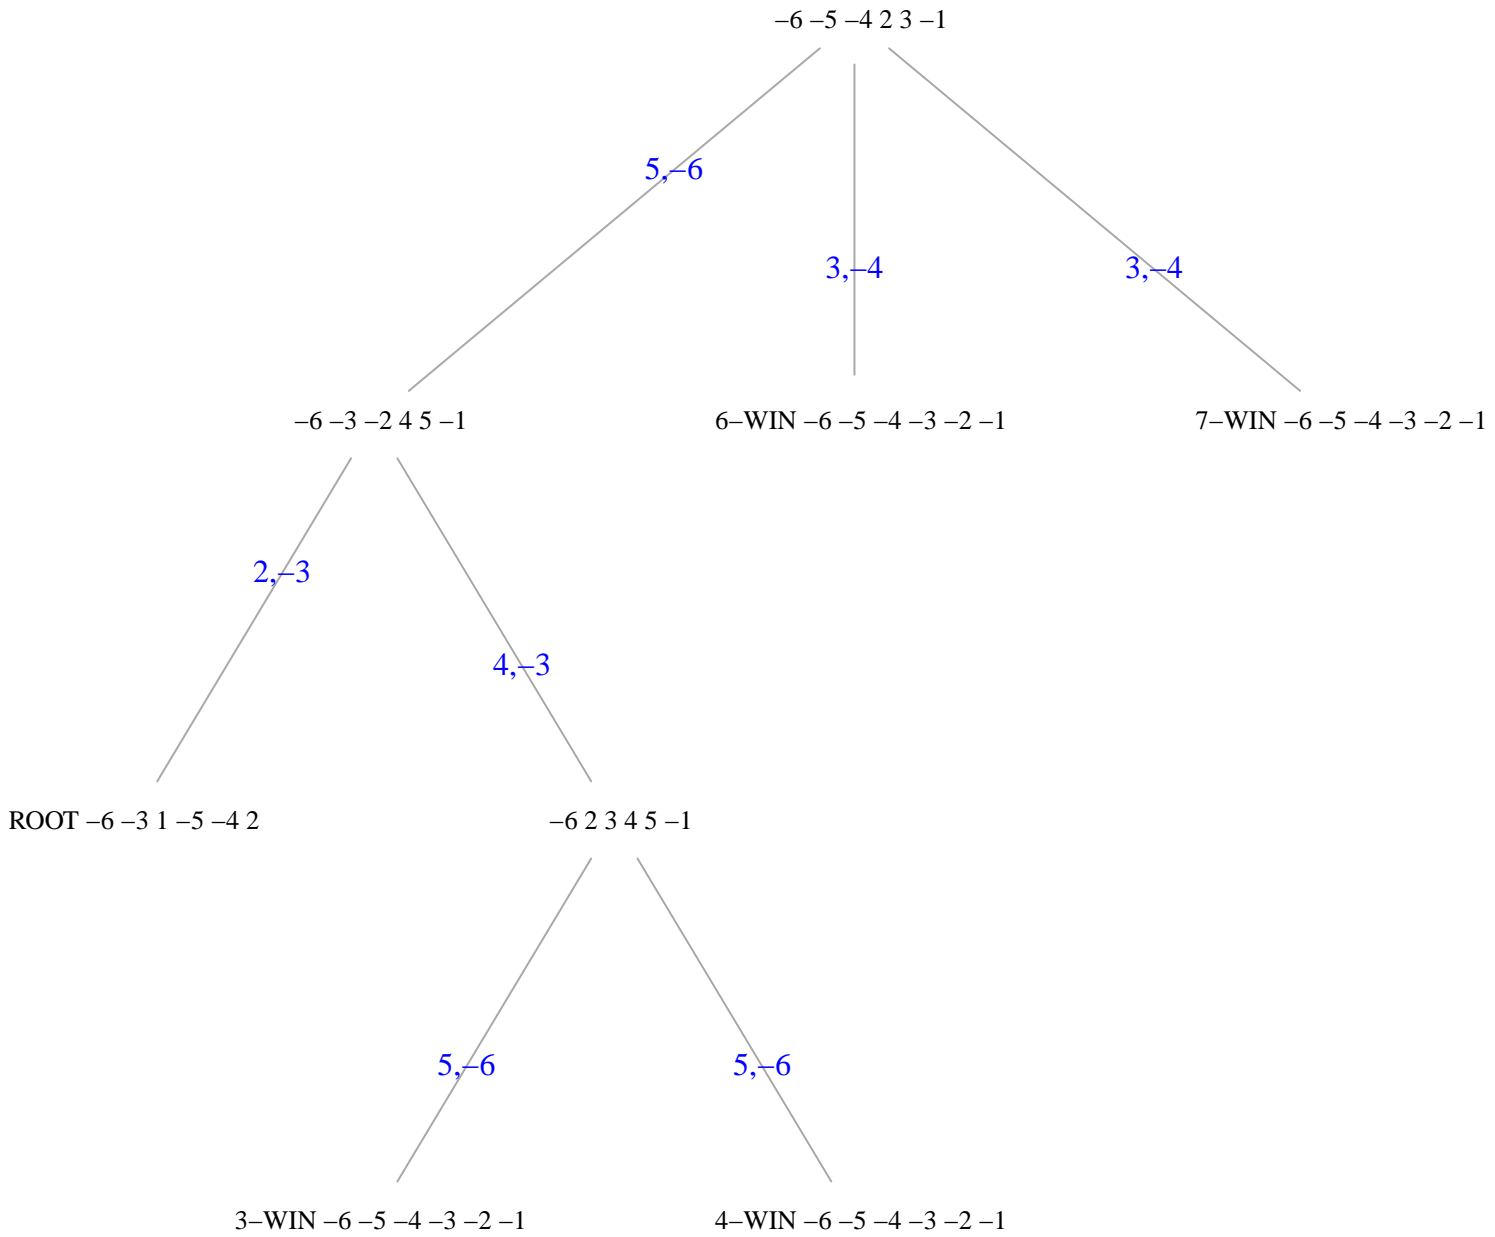 –6 –5 –4 2 3 –1
5,–6
3,–4
3,–4
–6 –3 –2 4 5 –1
6–WIN –6 –5 –4 –3 –2 –1
7–WIN –6 –5 –4 –3 –2 –1
2,–3
4,–3
ROOT –6 –3 1 –5 –4 2
–6 2 3 4 5 –1
5,–6
5,–6
3–WIN –6 –5 –4 –3 –2 –1
4–WIN –6 –5 –4 –3 –2 –1